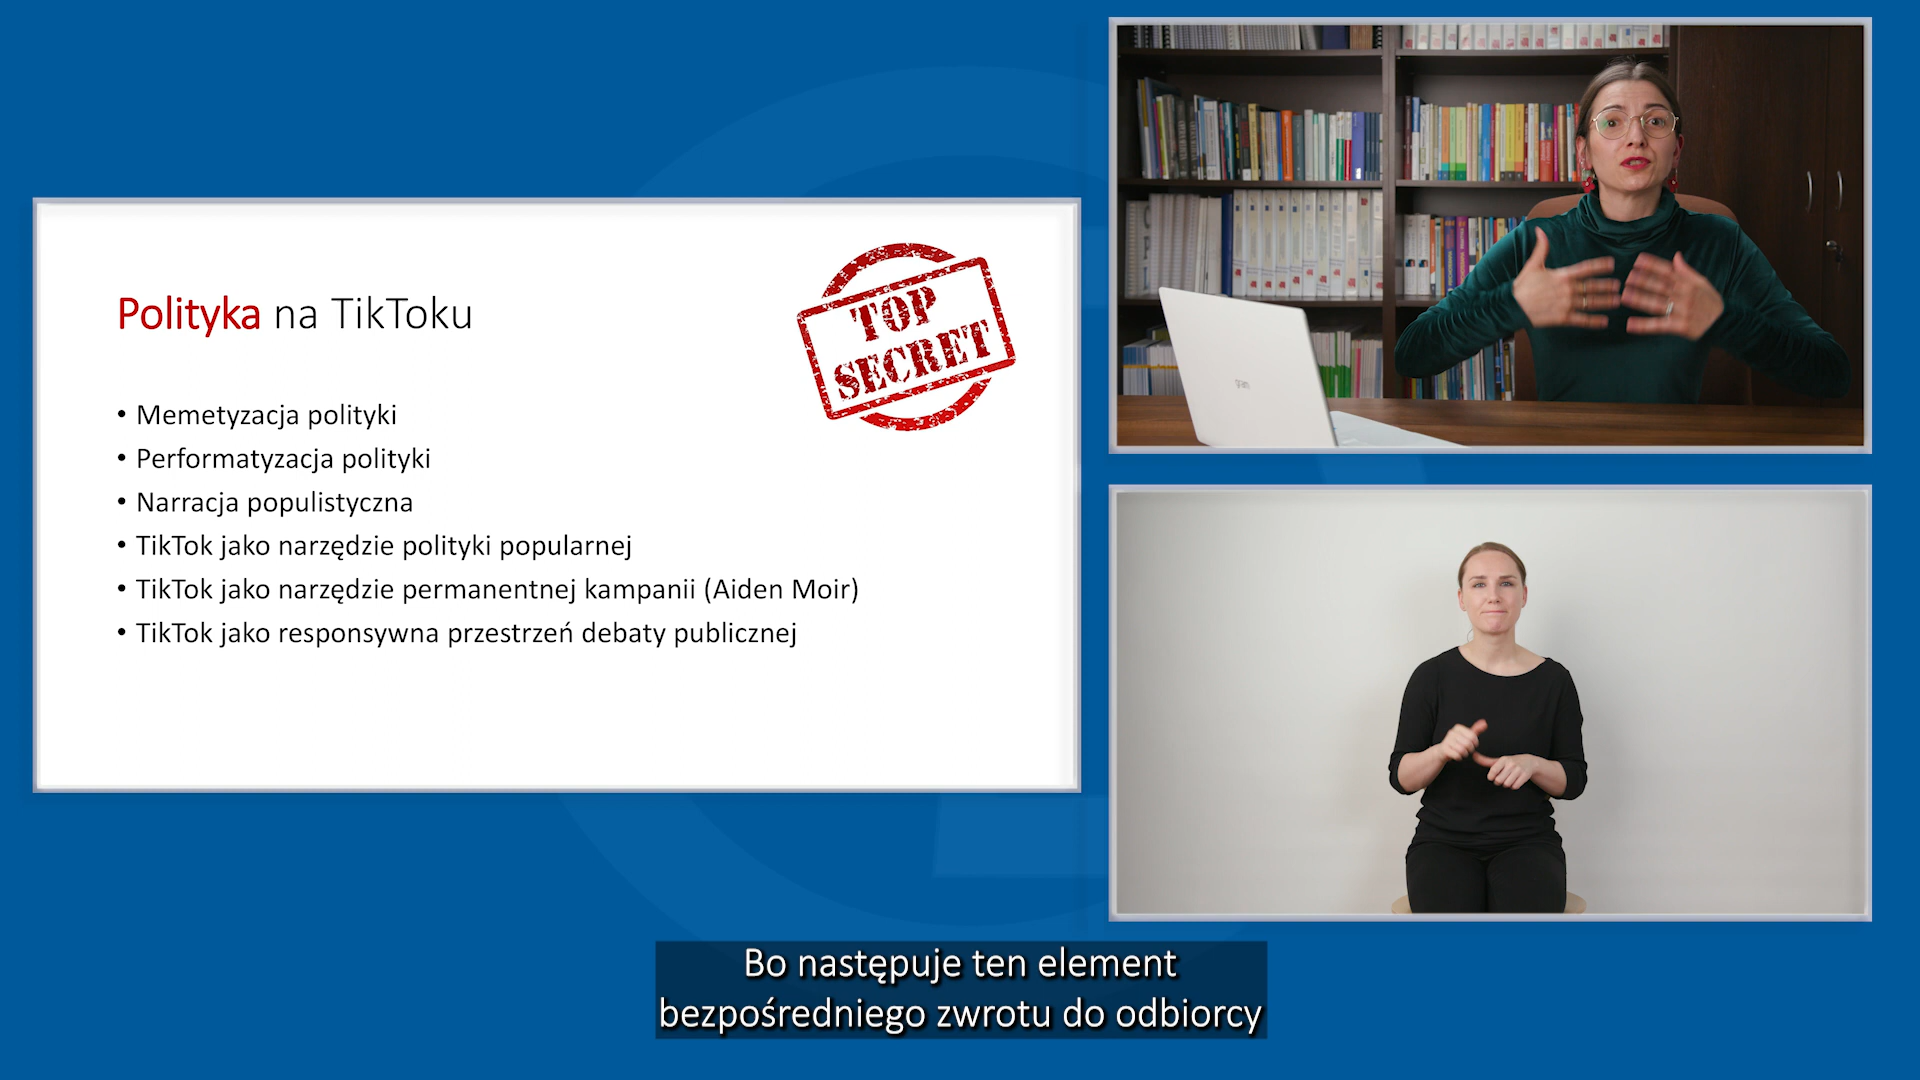 Polityka na TikToku
TOP
SECRET
• Memetyzacja polityki
• Performatyzacja polityki
• Narracja populistyczna
• TikTok jako narzędzie polityki popularnej
• TikTok jako narzędzie permanentnej kampanii (Aiden Moir)
• TikTok jako responsywna przestrzeń debaty publicznej
gram
Bo następuje ten element
bezpośredniego zwrotu do odbiorcy